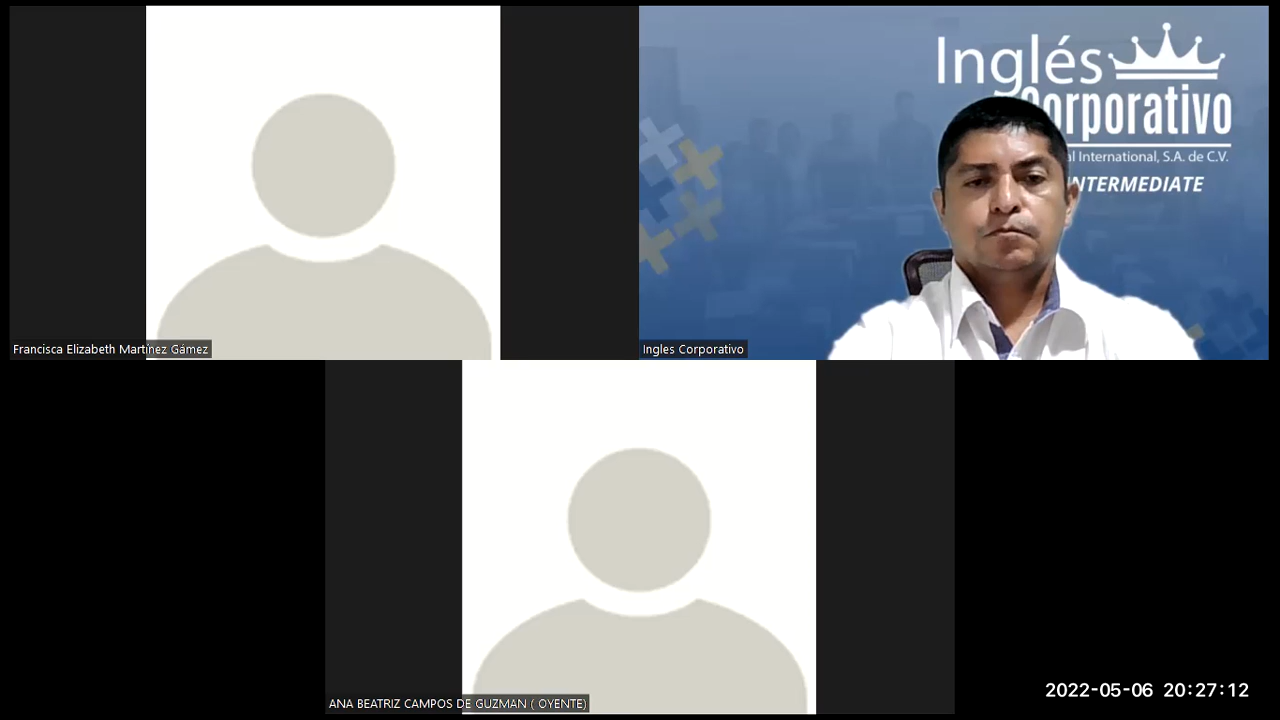 Inglés
Corporativo
al International, S.A. de C.V.
INTERMEDIATE
Francisca Elizabeth Martínez Gámez
Ingles Corporativo
ANA BEATRIZ CAMPOS DE GUZMAN ( OYENTE)
2022-05-06 20:27:12